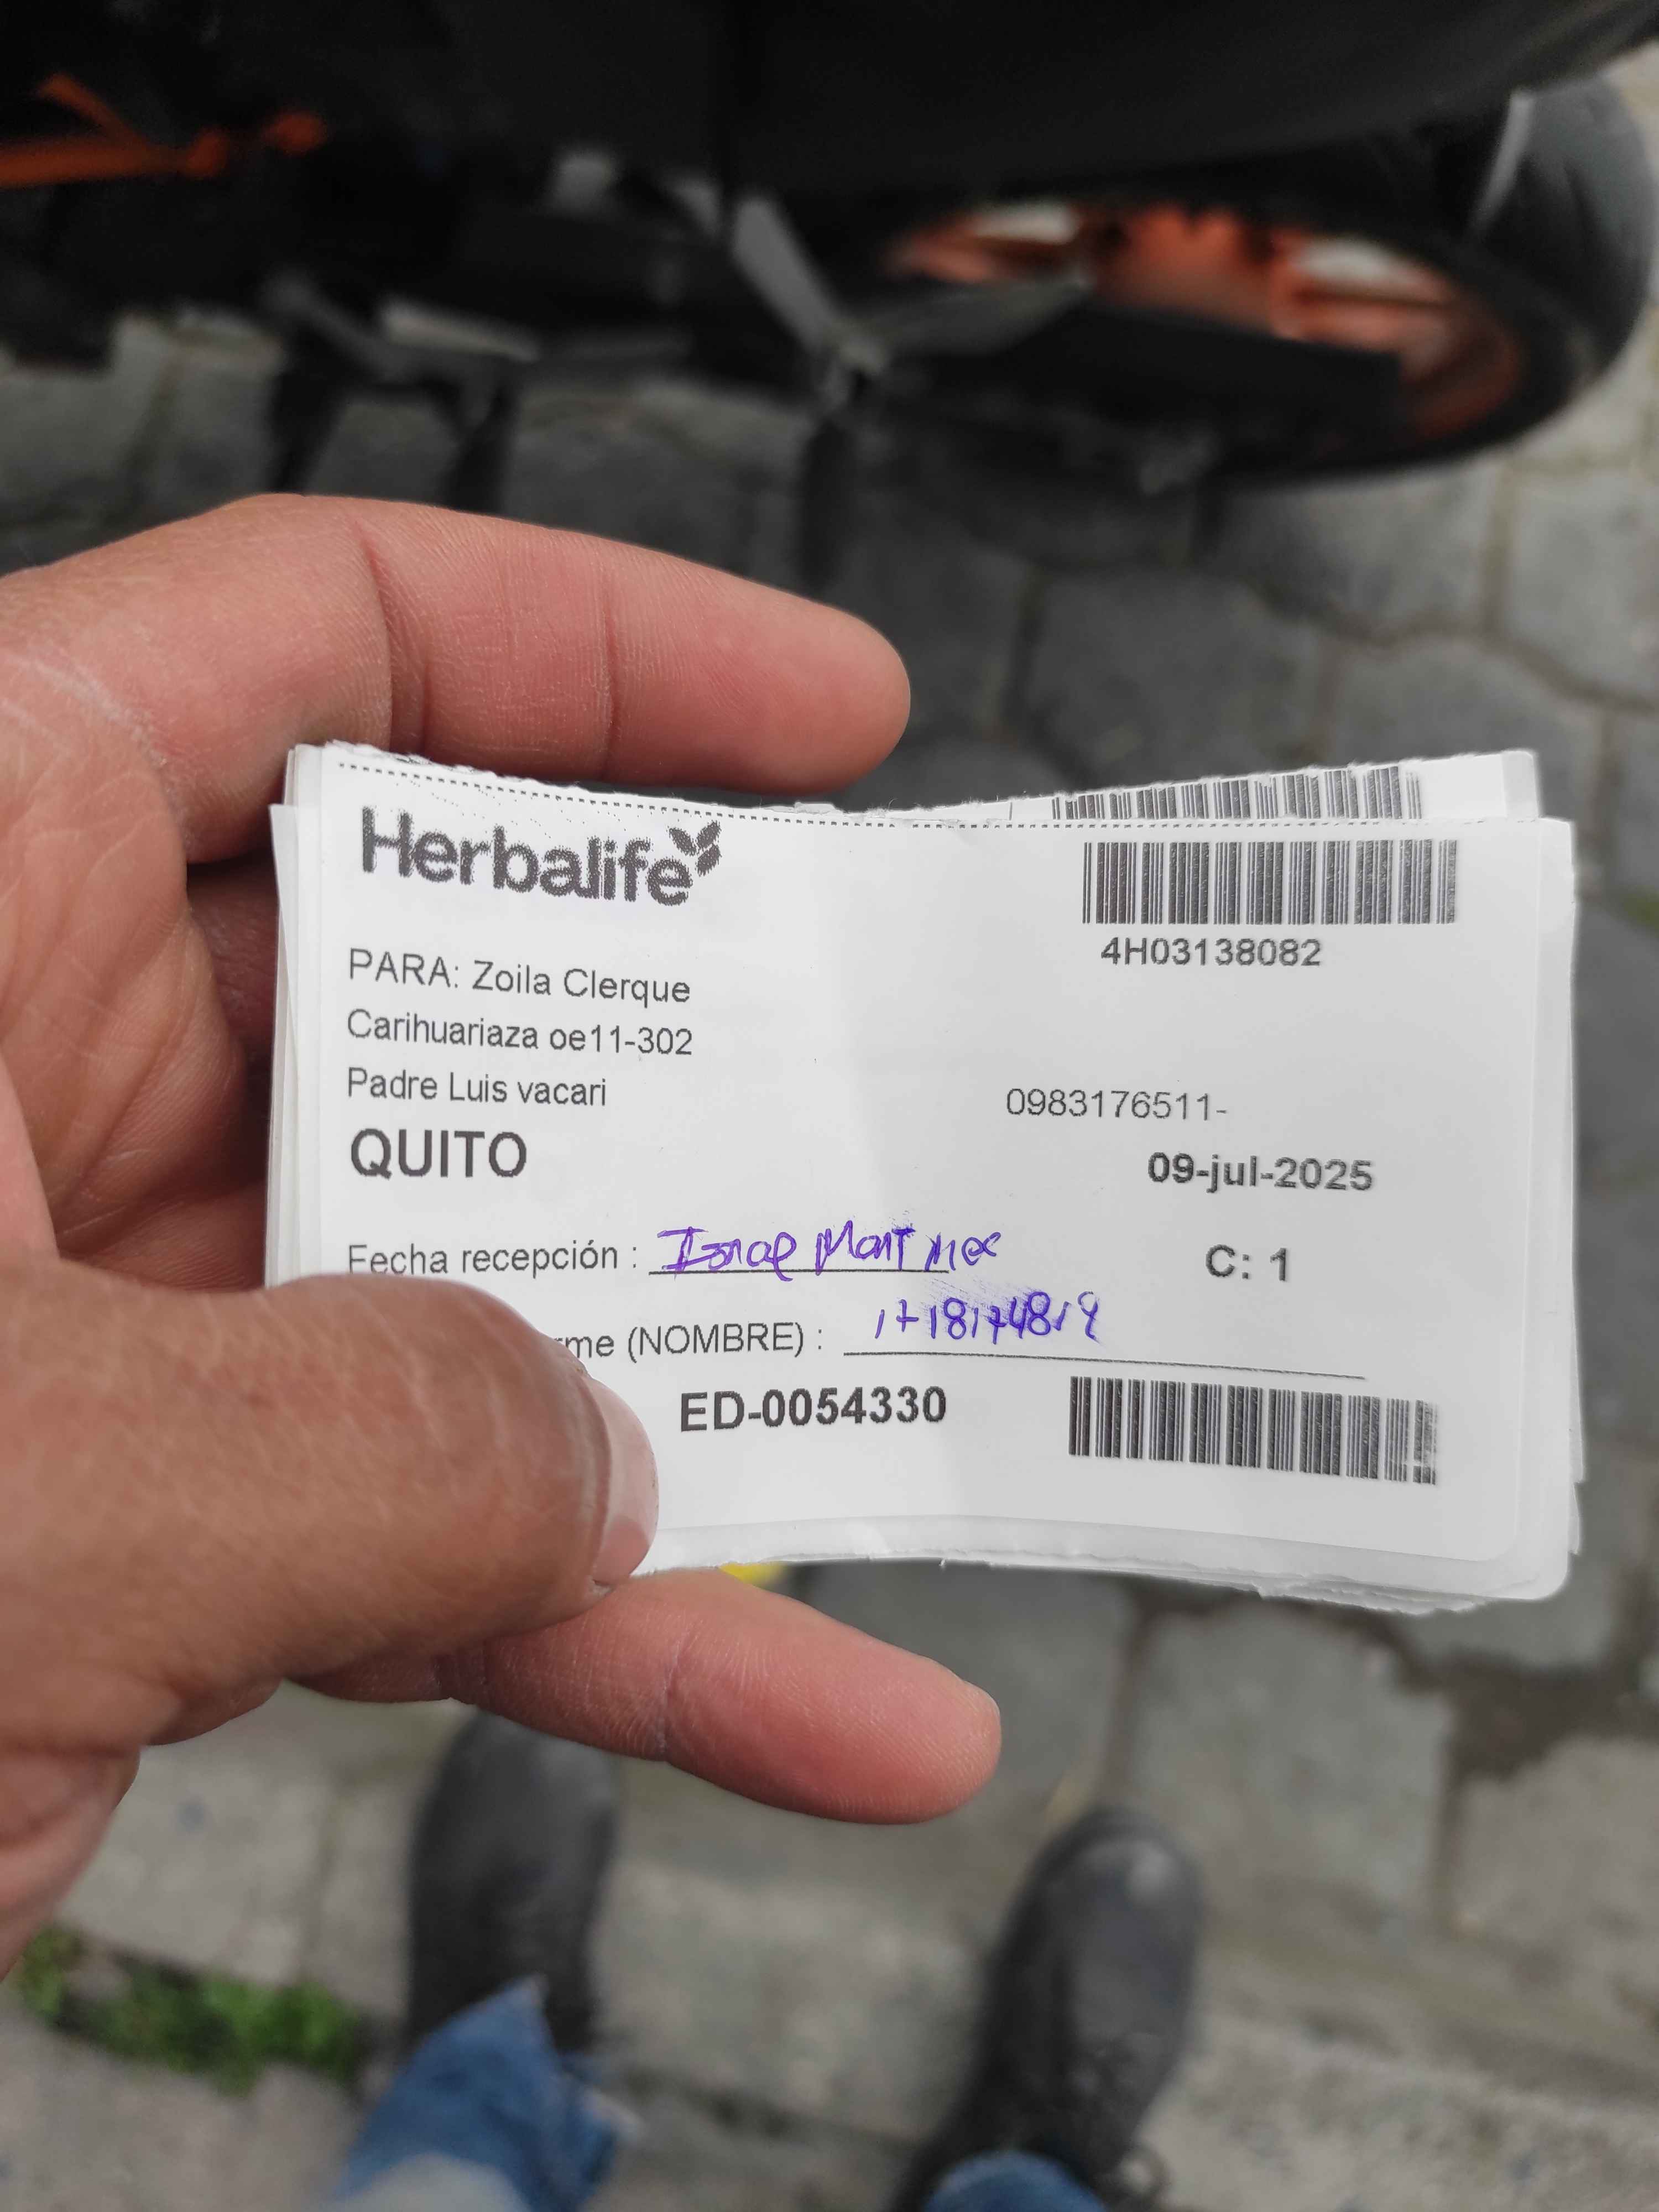 Herbalife
4H03138082
PARA: Zoila Clerque
Carihuariaza oe11-302
Padre Luis vacari
0983176511-
QUITO
09-jul-2025
Fecha recepción :
C: 1
(NOMBRE) :
ED-0054330